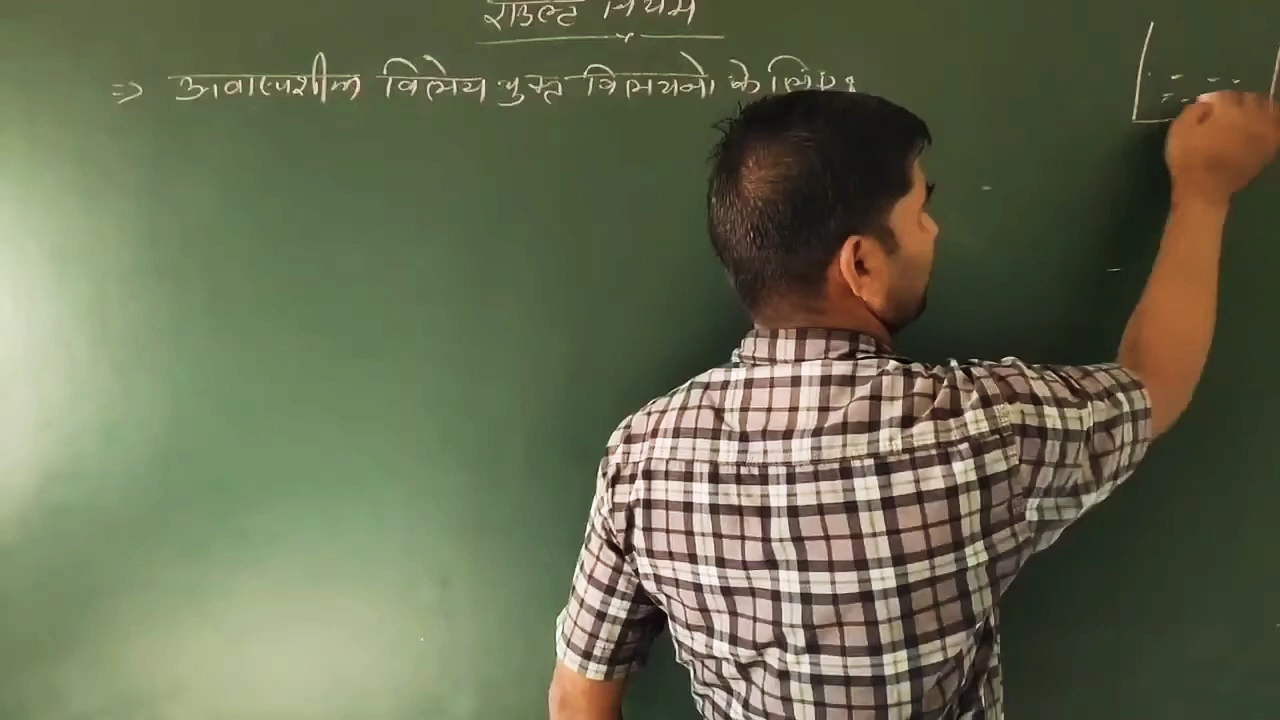 राउल्ट नियम
⇒ अवाष्पशील विलेय युक्त विलयनो के लिए :